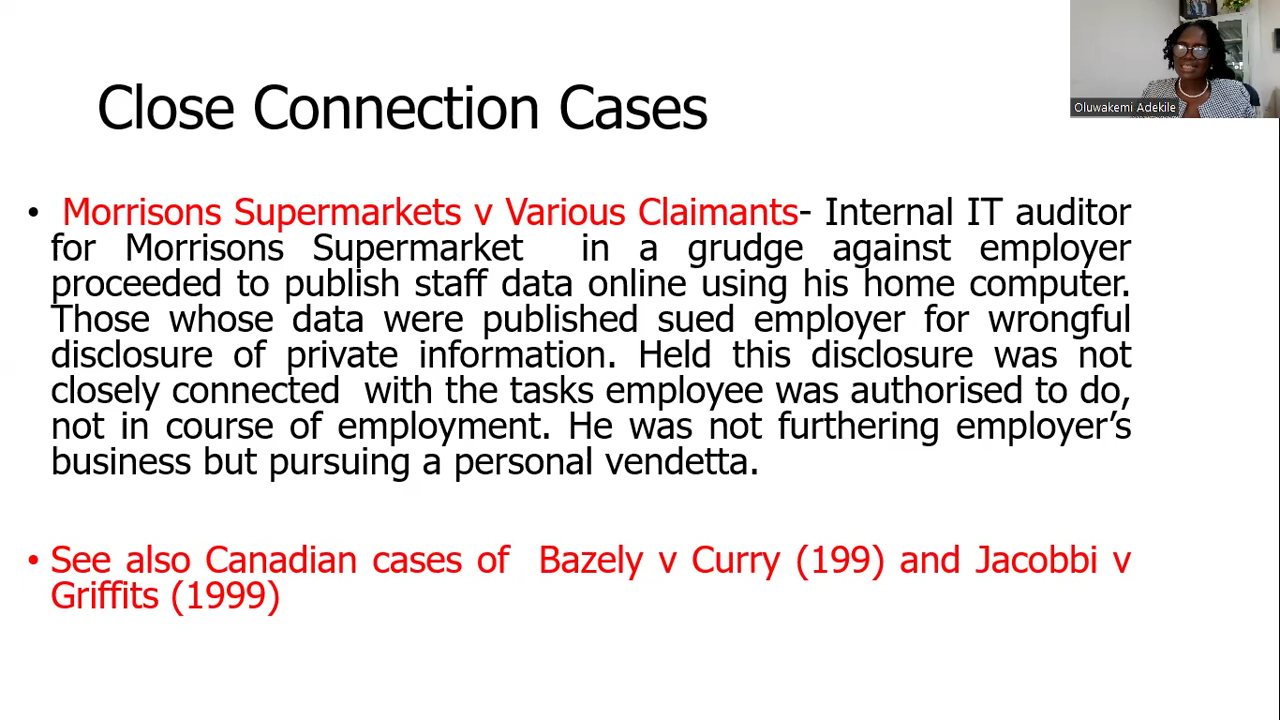 Close Connection Cases
Oluwakemi Adekile
• Morrisons Supermarkets v Various Claimants- Internal IT auditor
for Morrisons Supermarket in a grudge against employer
proceeded to publish staff data online using his home computer.
Those whose data were published sued employer for wrongful
disclosure of private information. Held this disclosure was not
closely connected with the tasks employee was authorised to do,
not in course of employment. He was not furthering employer’s
business but pursuing a personal vendetta.
• See also Canadian cases of Bazely v Curry (199) and Jacobbi v
Griffits (1999)